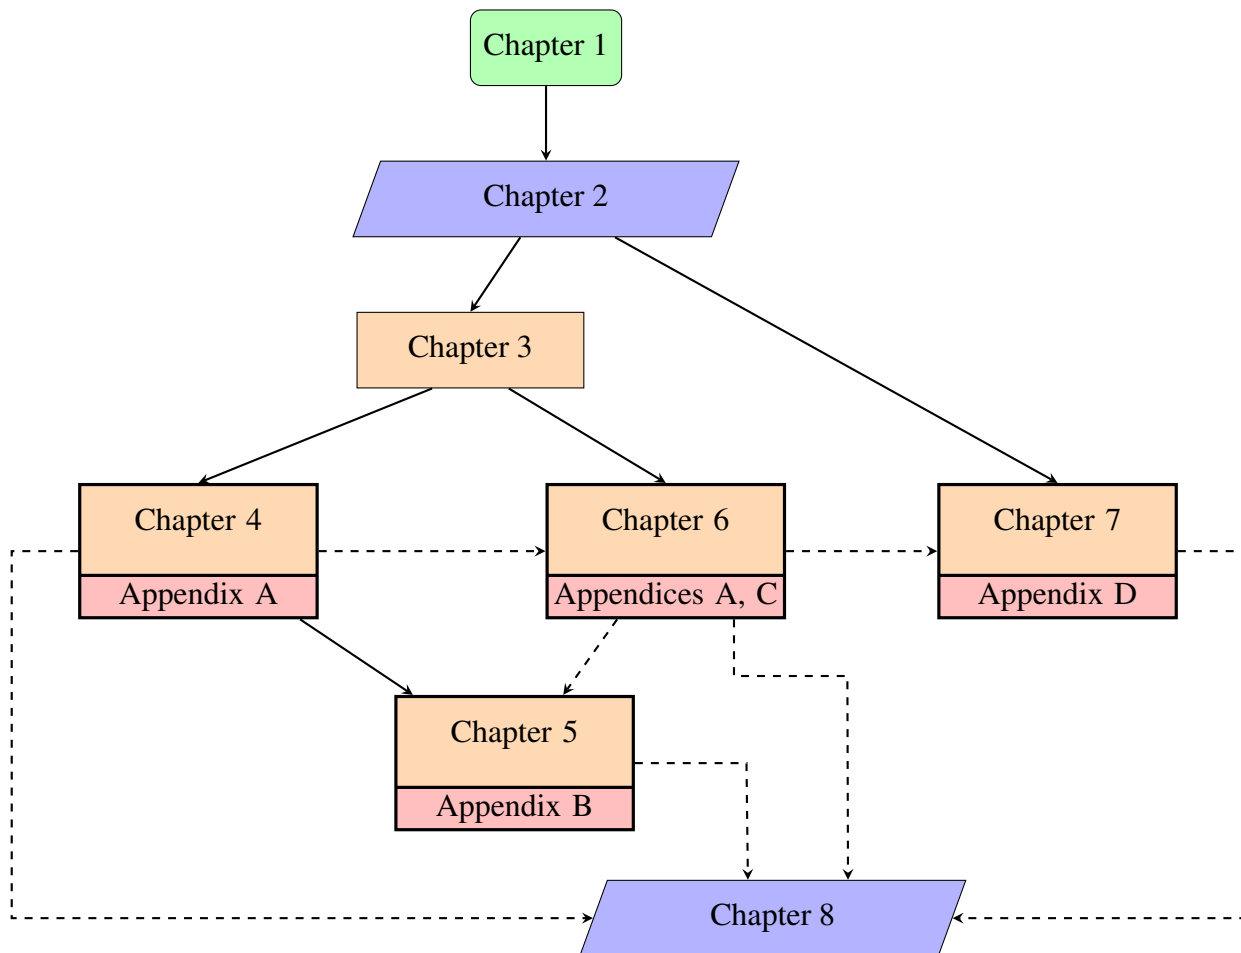 Chapter 1
Chapter 2
Chapter 3
Chapter 4
Appendix A
Chapter 6
Appendices A, C
Chapter 7
Appendix D
Chapter 5
Appendix B
Chapter 8